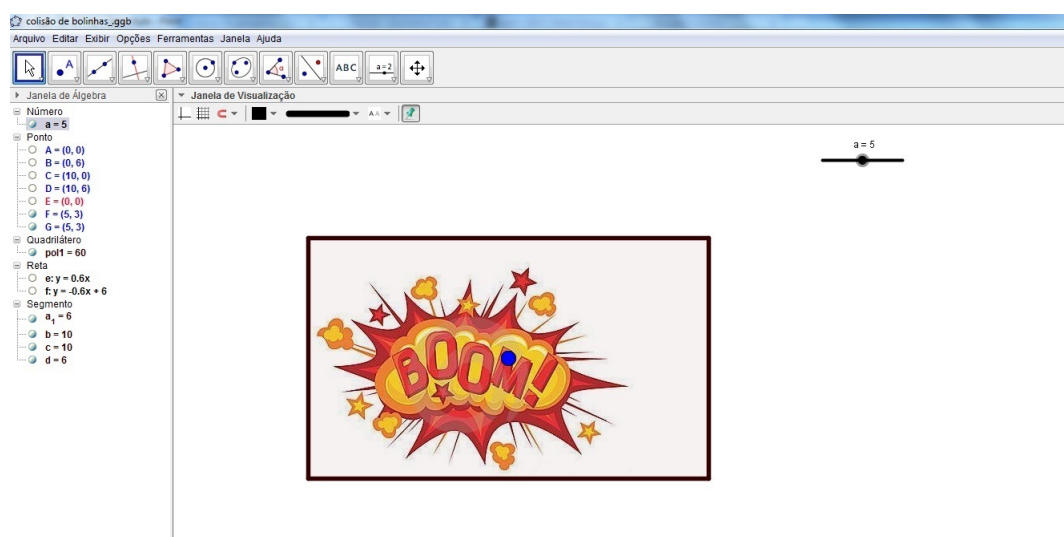 colisão de bolinhas_.ggb
Arquivo Editar Exibir Opções Ferramentas Janela Ajuda
A
α
ABC
a=2
Janela de Álgebra
Janela de Visualização
Número
a = 5
Ponto
A = (0, 0)
B = (0, 6)
C = (10, 0)
D = (10, 6)
E = (0, 0)
F = (5, 3)
G = (5, 3)
Quadrilátero
pol1 = 60
Reta
e: y = 0.6x
f: y = -0.6x + 6
Segmento
a₁ = 6
b = 10
c = 10
d = 6
A A
a = 5
BOOM!